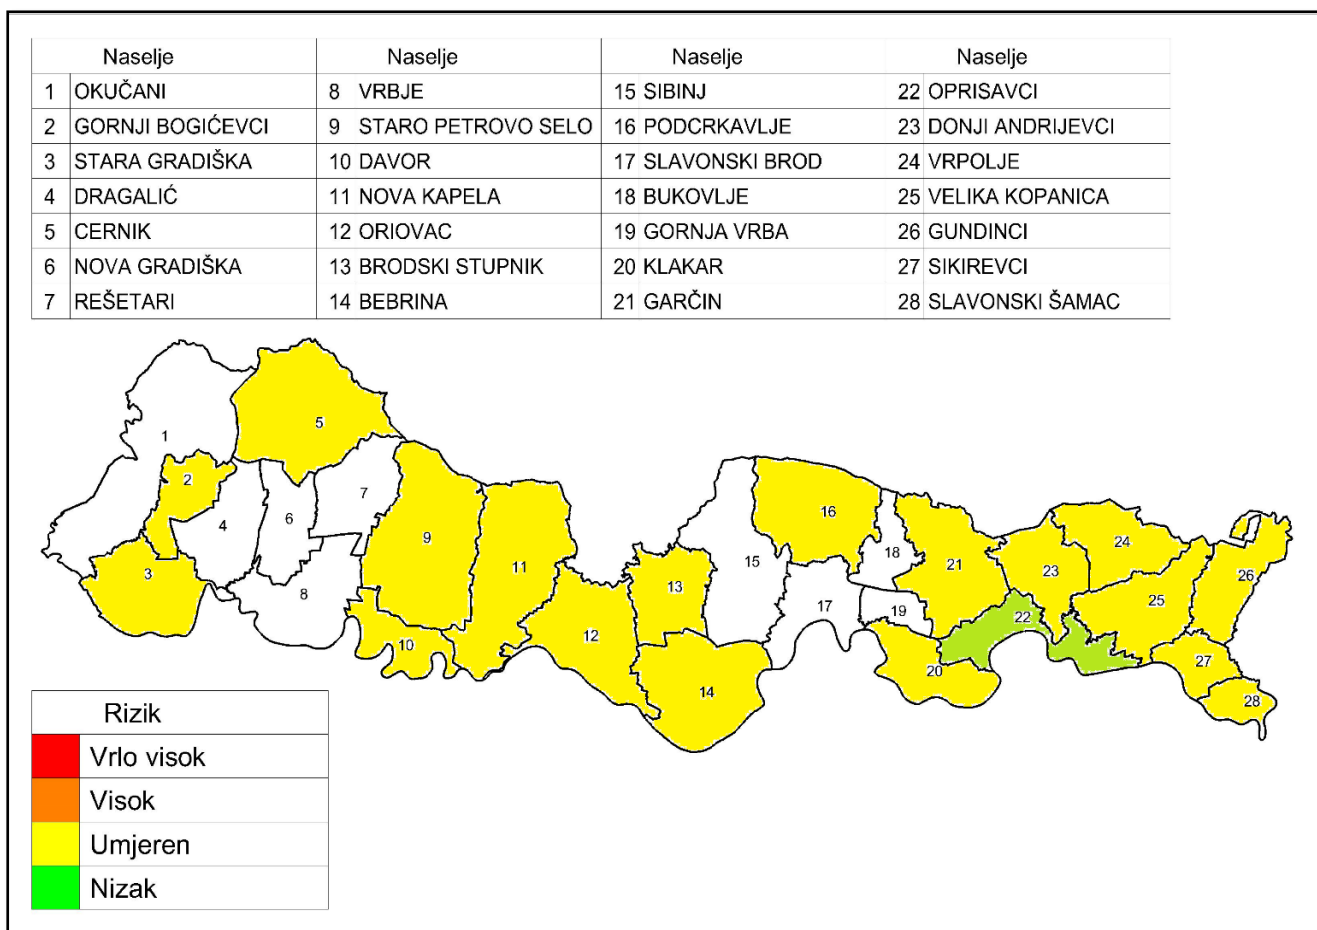 Naselje Naselje Naselje Naselje
1 OKUČANI 8 VRBJE 15 SIBINJ 22 OPRISAVCI
2 GORNJI BOGIĆEVCI 9 STARO PETROVO SELO 16 PODCRKAVLJE 23 DONJI ANDRIJEVCI
3 STARA GRADIŠKA 10 DAVOR 17 SLAVONSKI BROD 24 VRPOLJE
4 DRAGALIĆ 11 NOVA KAPELA 18 BUKOVLJE 25 VELIKA KOPANICA
5 CERNIK 12 ORIOVAC 19 GORNJA VRBA 26 GUNDINCI
6 NOVA GRADIŠKA 13 BRODSKI STUPNIK 20 KLAKAR 27 SIKIREVCI
7 REŠETARI 14 BEBRINA 21 GARČIN 28 SLAVONSKI ŠAMAC
5
1
2
7
16
6
4
9
11
24
18
15
21
3
23
26
13
8
25
17
19
22
12
10
27
20
14
28
Rizik
Vrlo visok
Visok
Umjeren
Nizak